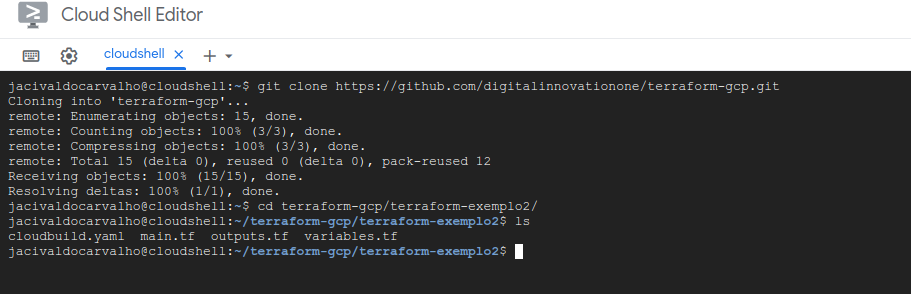 Cloud Shell Editor
cloudshell
jacivaldocarvalho@cloudshell:~$ git clone https://github.com/digitalinnovationone/terraform-gcp.git
Cloning into 'terraform-gcp'...
remote: Enumerating objects: 15, done.
remote: Counting objects: 100% (3/3), done.
remote: Compressing objects: 100% (3/3), done.
remote: Total 15 (delta 0), reused 0 (delta 0), pack-reused 12
Receiving objects: 100% (15/15), done.
Resolving deltas: 100% (1/1), done.
jacivaldocarvalho@cloudshell:~$ cd terraform-gcp/terraform-exemplo2/
jacivaldocarvalho@cloudshell:~/terraform-gcp/terraform-exemplo2$ ls
cloudbuild.yaml  main.tf  outputs.tf  variables.tf
jacivaldocarvalho@cloudshell:~/terraform-gcp/terraform-exemplo2$